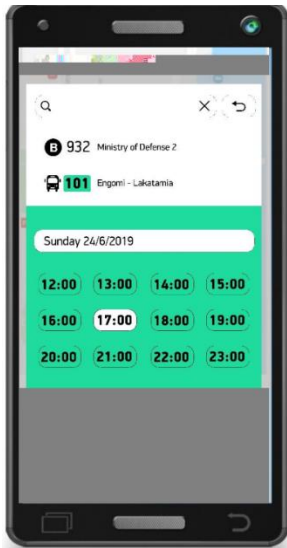 B 932 Ministry of Defense 2
101 Engomi - Lakatamia
Sunday 24/6/2019
12:00 13:00 14:00 15:00
16:00 17:00 18:00 19:00
20:00 21:00 22:00 23:00